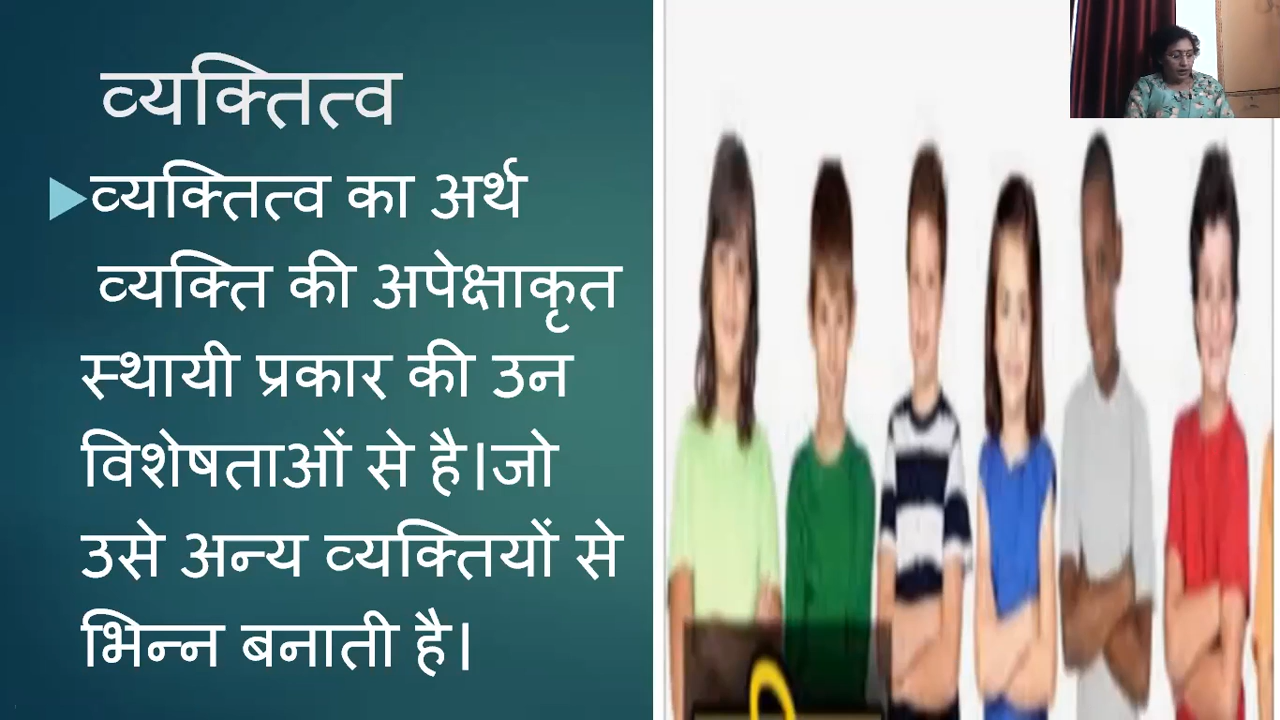 व्यक्तित्व
व्यक्तित्व का अर्थ
व्यक्ति की अपेक्षाकृत
स्थायी प्रकार की उन
विशेषताओं से है।जो
उसे अन्य व्यक्तियों से
भिन्न बनाती है।